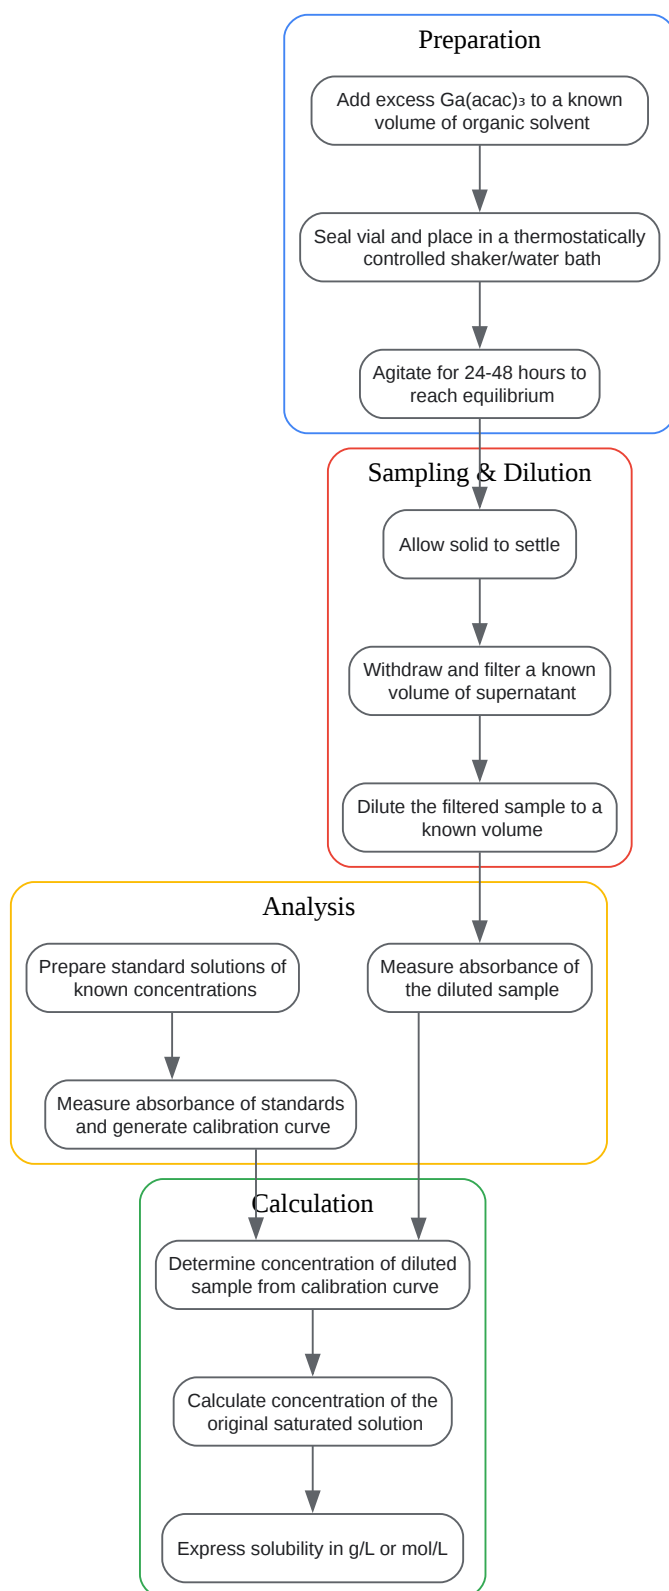 Preparation
Add excess Ga(acac)₃ to a known
volume of organic solvent
Seal vial and place in a thermostatically
controlled shaker/water bath
Agitate for 24-48 hours to
reach equilibrium
Sampling & Dilution
Allow solid to settle
Withdraw and filter a known
volume of supernatant
Dilute the filtered sample to a
known volume
Analysis
Prepare standard solutions of
known concentrations
Measure absorbance of
the diluted sample
Measure absorbance of standards
and generate calibration curve
Calculation
Determine concentration of diluted
sample from calibration curve
Calculate concentration of the
original saturated solution
Express solubility in g/L or mol/L